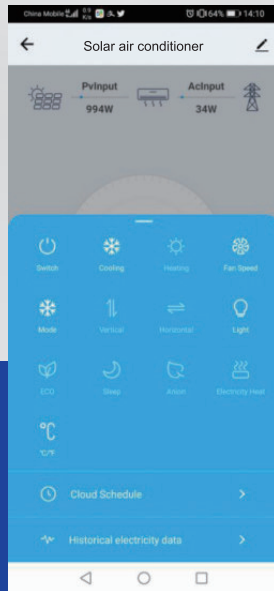 China Mobile 64% 14:10
Solar air conditioner
PvInput AcInput
994W 34W
Switch Cooling Heating Fan Speed
Mode Vertical Horizontal Light
ECO Sleep Anion Electricity Heat
°C
°C/°F
Cloud Schedule
Historical electricity data